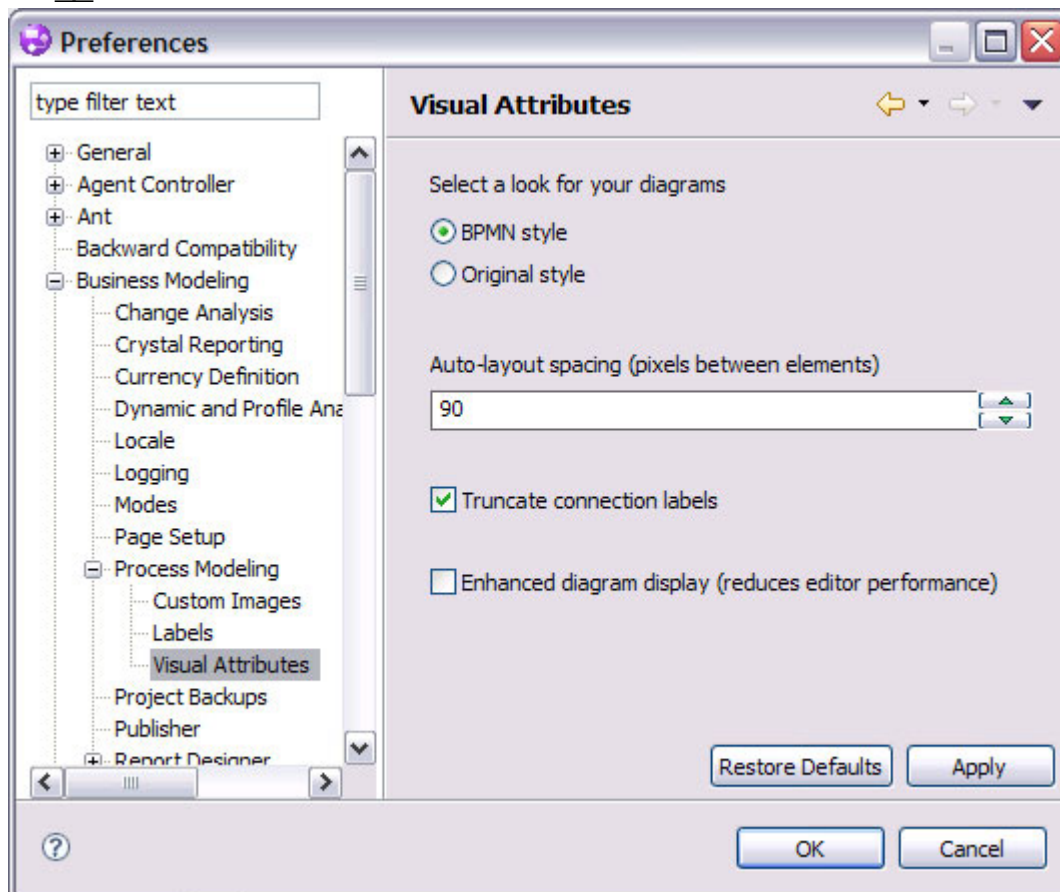 Preferences
type filter text
General
Agent Controller
Ant
Backward Compatibility
Business Modeling
Change Analysis
Crystal Reporting
Currency Definition
Dynamic and Profile Ana
Locale
Logging
Modes
Page Setup
Process Modeling
Custom Images
Labels
Visual Attributes
Project Backups
Publisher
Report Designer
Visual Attributes
Select a look for your diagrams
BPMN style
Original style
Auto-layout spacing (pixels between elements)
90
Truncate connection labels
Enhanced diagram display (reduces editor performance)
Restore Defaults
Apply
OK
Cancel